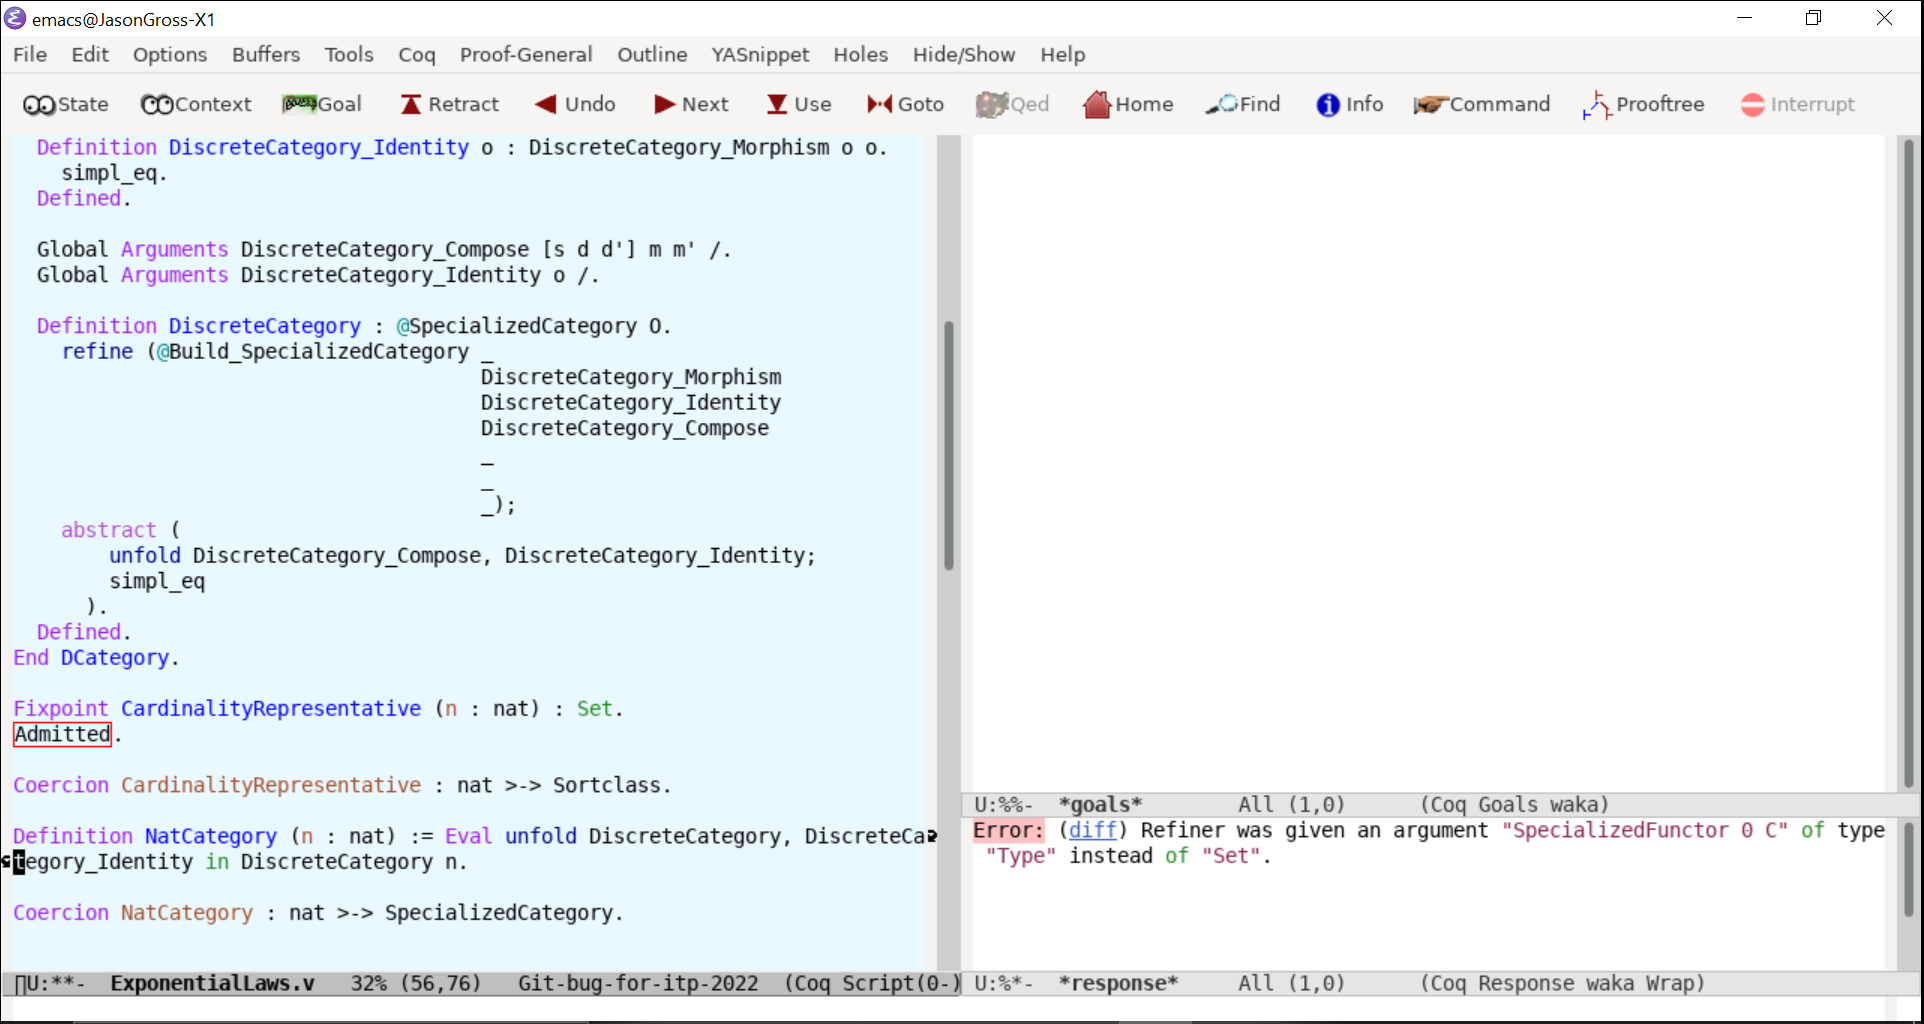 emacs@JasonGross-X1
File Edit Options Buffers Tools Coq Proof-General Outline YASnippet Holes Hide/Show Help
State Context Goal Retract Undo Next Use Goto Qed Home Find Info Command Prooftree Interrupt
Definition DiscreteCategory_Identity o : DiscreteCategory_Morphism o o.
simpl_eq.
Defined.
Global Arguments DiscreteCategory_Compose [s d d'] m m' /.
Global Arguments DiscreteCategory_Identity o /.
Definition DiscreteCategory : @SpecializedCategory O.
refine (@Build_SpecializedCategory _
DiscreteCategory_Morphism
DiscreteCategory_Identity
DiscreteCategory_Compose
_
_
_);
abstract (
unfold DiscreteCategory_Compose, DiscreteCategory_Identity;
simpl_eq
).
Defined.
End DCategory.
Fixpoint CardinalityRepresentative (n : nat) : Set.
Admitted.
Coercion CardinalityRepresentative : nat >-> Sortclass.
Definition NatCategory (n : nat) := Eval unfold DiscreteCategory, DiscreteCa
tegory_Identity in DiscreteCategory n.
Coercion NatCategory : nat >-> SpecializedCategory.
U:**- ExponentialLaws.v 32% (56,76) Git-bug-for-itp-2022 (Coq Script(0-)
U:%%- *goals* All (1,0) (Coq Goals waka)
Error: (diff) Refiner was given an argument "SpecializedFunctor 0 C" of type
"Type" instead of "Set".
U:%*- *response* All (1,0) (Coq Response waka Wrap)